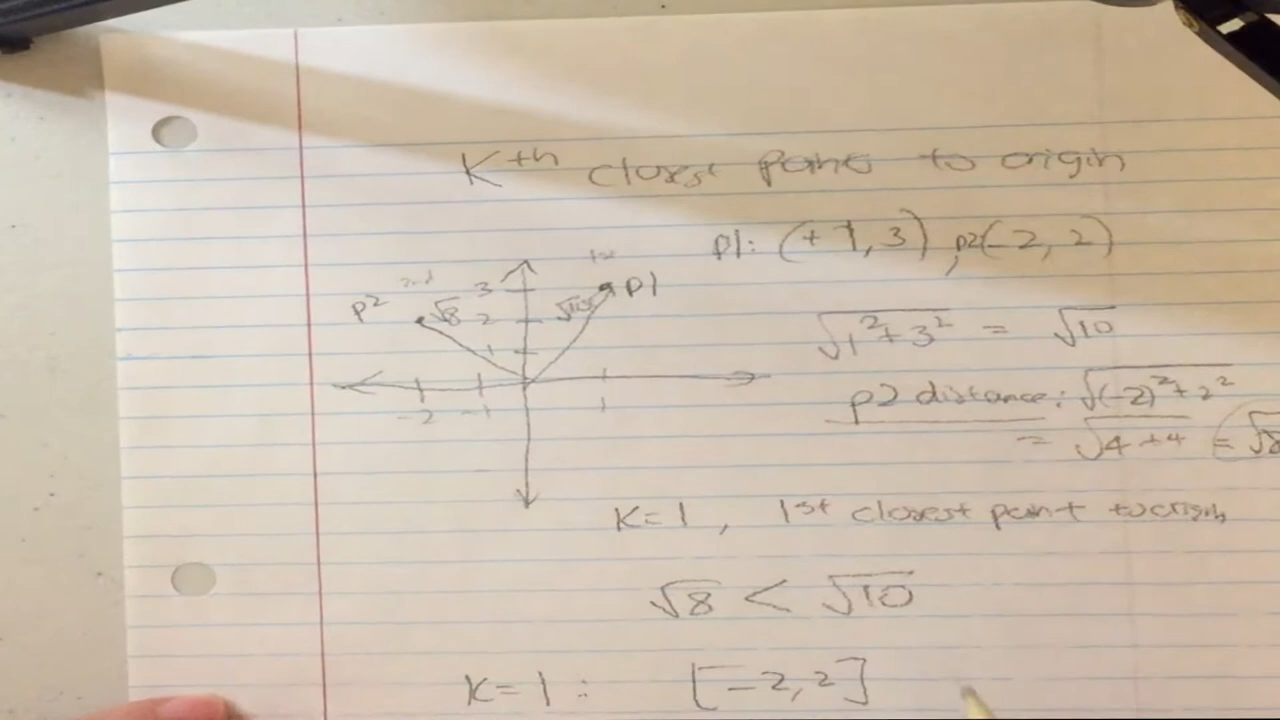 Kth closest points to origin
p1: (+1, 3), p2(-2, 2)
1st
2nd
p2 √8 3 √10 p1
2
1
√1²+3² = √10
-2 -1 1
p2 distance: √(-2)²+2²
= √4+4 = √8
K=1, 1st closest point to origin
√8 < √10
K=1: [-2,2]